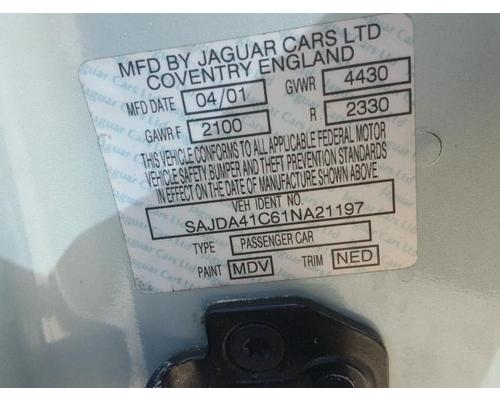 MFD BY JAGUAR CARS LTD
COVENTRY ENGLAND
MFD DATE 04/01 GVWR 4430
GAWR F 2100 R 2330
THIS VEHICLE CONFORMS TO ALL APPLICABLE FEDERAL MOTOR
VEHICLE SAFETY BUMPER AND THEFT PREVENTION STANDARDS
IN EFFECT ON THE DATE OF MANUFACTURE SHOWN ABOVE.
VEH IDENT NO.
SAJDA41C61NA21197
TYPE PASSENGER CAR
PAINT MDV TRIM NED